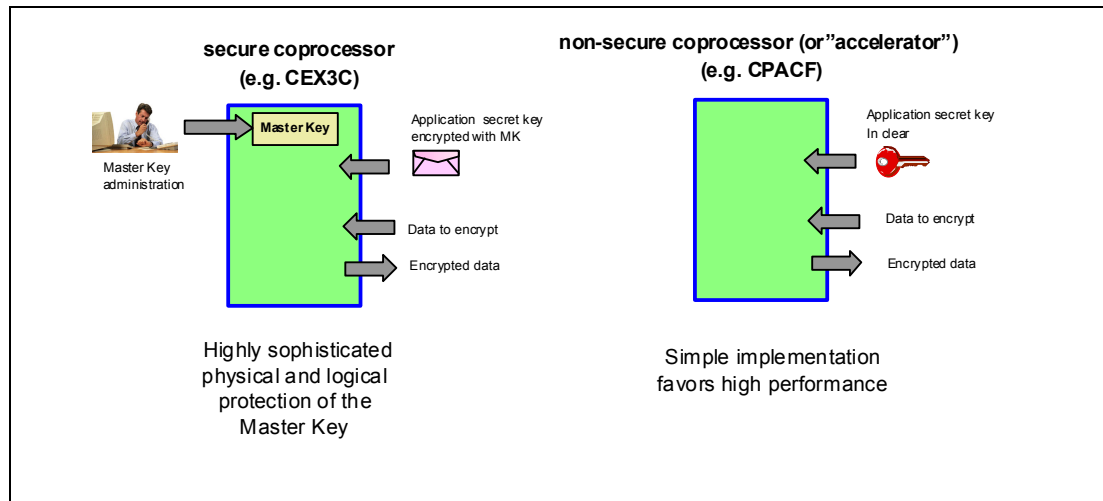 secure coprocessor
(e.g. CEX3C)
Master Key
Master Key
administration
Application secret key
encrypted with MK
Data to encrypt
Encrypted data
Highly sophisticated
physical and logical
protection of the
Master Key
non-secure coprocessor (or”accelerator”)
(e.g. CPACF)
Application secret key
In clear
Data to encrypt
Encrypted data
Simple implementation
favors high performance